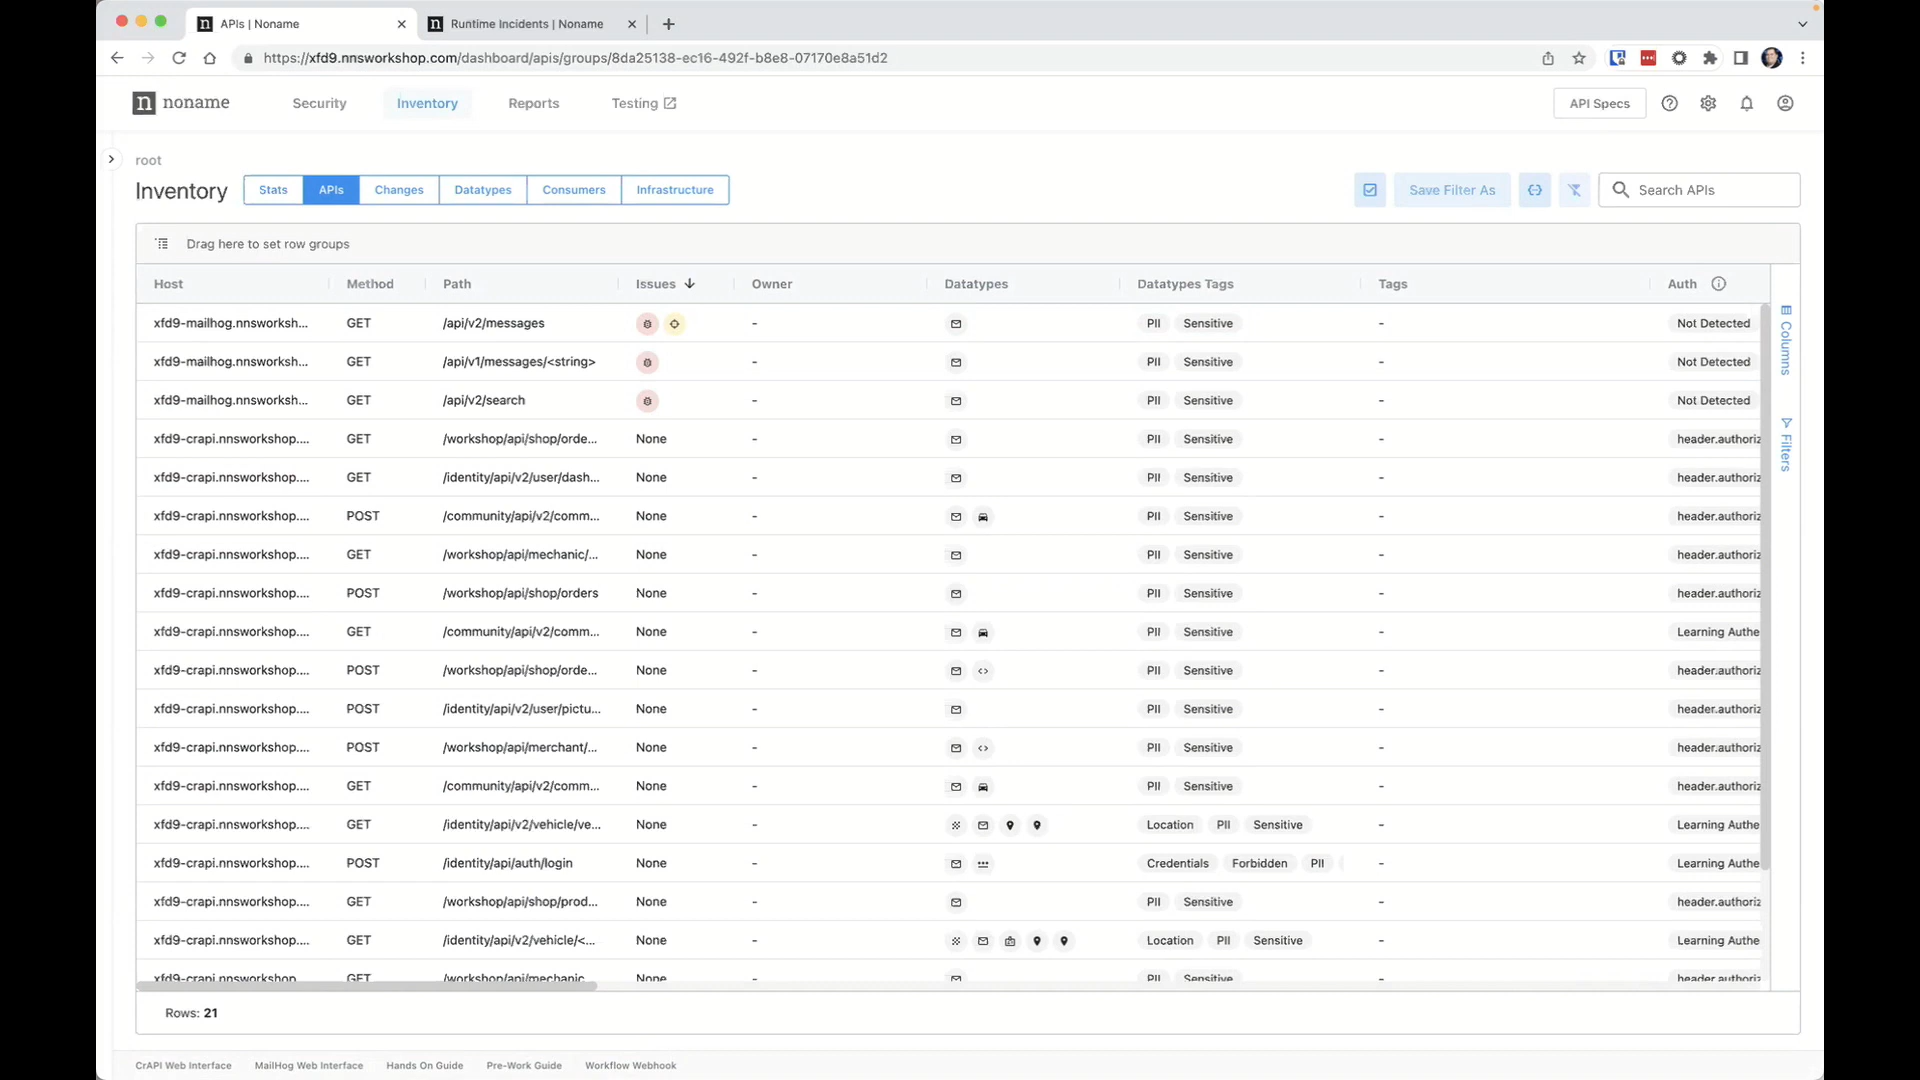 APIs | Noname
Runtime Incidents | Noname
https://xfd9.nnsworkshop.com/dashboard/apis/groups/8da25138-ec16-492f-b8e8-07170e8a51d2
n noname Security Inventory Reports Testing API Specs
root
Inventory Stats APIs Changes Datatypes Consumers Infrastructure Save Filter As Search APIs
Drag here to set row groups
Host Method Path Issues Owner Datatypes Datatypes Tags Tags Auth
xfd9-mailhog.nnsworksh... GET /api/v2/messages - PII Sensitive - Not Detected
xfd9-mailhog.nnsworksh... GET /api/v1/messages/<string> - PII Sensitive - Not Detected
xfd9-mailhog.nnsworksh... GET /api/v2/search - PII Sensitive - Not Detected
xfd9-crapi.nnsworkshop.... GET /workshop/api/shop/orde... None - PII Sensitive - header.authoriz
xfd9-crapi.nnsworkshop.... GET /identity/api/v2/user/dash... None - PII Sensitive - header.authoriz
xfd9-crapi.nnsworkshop.... POST /community/api/v2/comm... None - PII Sensitive - header.authoriz
xfd9-crapi.nnsworkshop.... GET /workshop/api/mechanic/... None - PII Sensitive - header.authoriz
xfd9-crapi.nnsworkshop.... POST /workshop/api/shop/orders None - PII Sensitive - header.authoriz
xfd9-crapi.nnsworkshop.... GET /community/api/v2/comm... None - PII Sensitive - Learning Authe
xfd9-crapi.nnsworkshop.... POST /workshop/api/shop/orde... None - PII Sensitive - header.authoriz
xfd9-crapi.nnsworkshop.... POST /identity/api/v2/user/pictu... None - PII Sensitive - header.authoriz
xfd9-crapi.nnsworkshop.... POST /workshop/api/merchant/... None - PII Sensitive - header.authoriz
xfd9-crapi.nnsworkshop.... GET /community/api/v2/comm... None - PII Sensitive - header.authoriz
xfd9-crapi.nnsworkshop.... GET /identity/api/v2/vehicle/ve... None - Location PII Sensitive - Learning Authe
xfd9-crapi.nnsworkshop.... POST /identity/api/auth/login None - Credentials Forbidden PII - Learning Authe
xfd9-crapi.nnsworkshop.... GET /workshop/api/shop/prod... None - PII Sensitive - header.authoriz
xfd9-crapi.nnsworkshop.... GET /identity/api/v2/vehicle/<... None - Location PII Sensitive - Learning Authe
xfd9-crapi.nnsworkshop GET /workshop/api/mechanic None - PII Sensitive - header.authoriz
Columns
Filters
Rows: 21
CrAPI Web Interface MailHog Web Interface Hands On Guide Pre-Work Guide Workflow Webhook